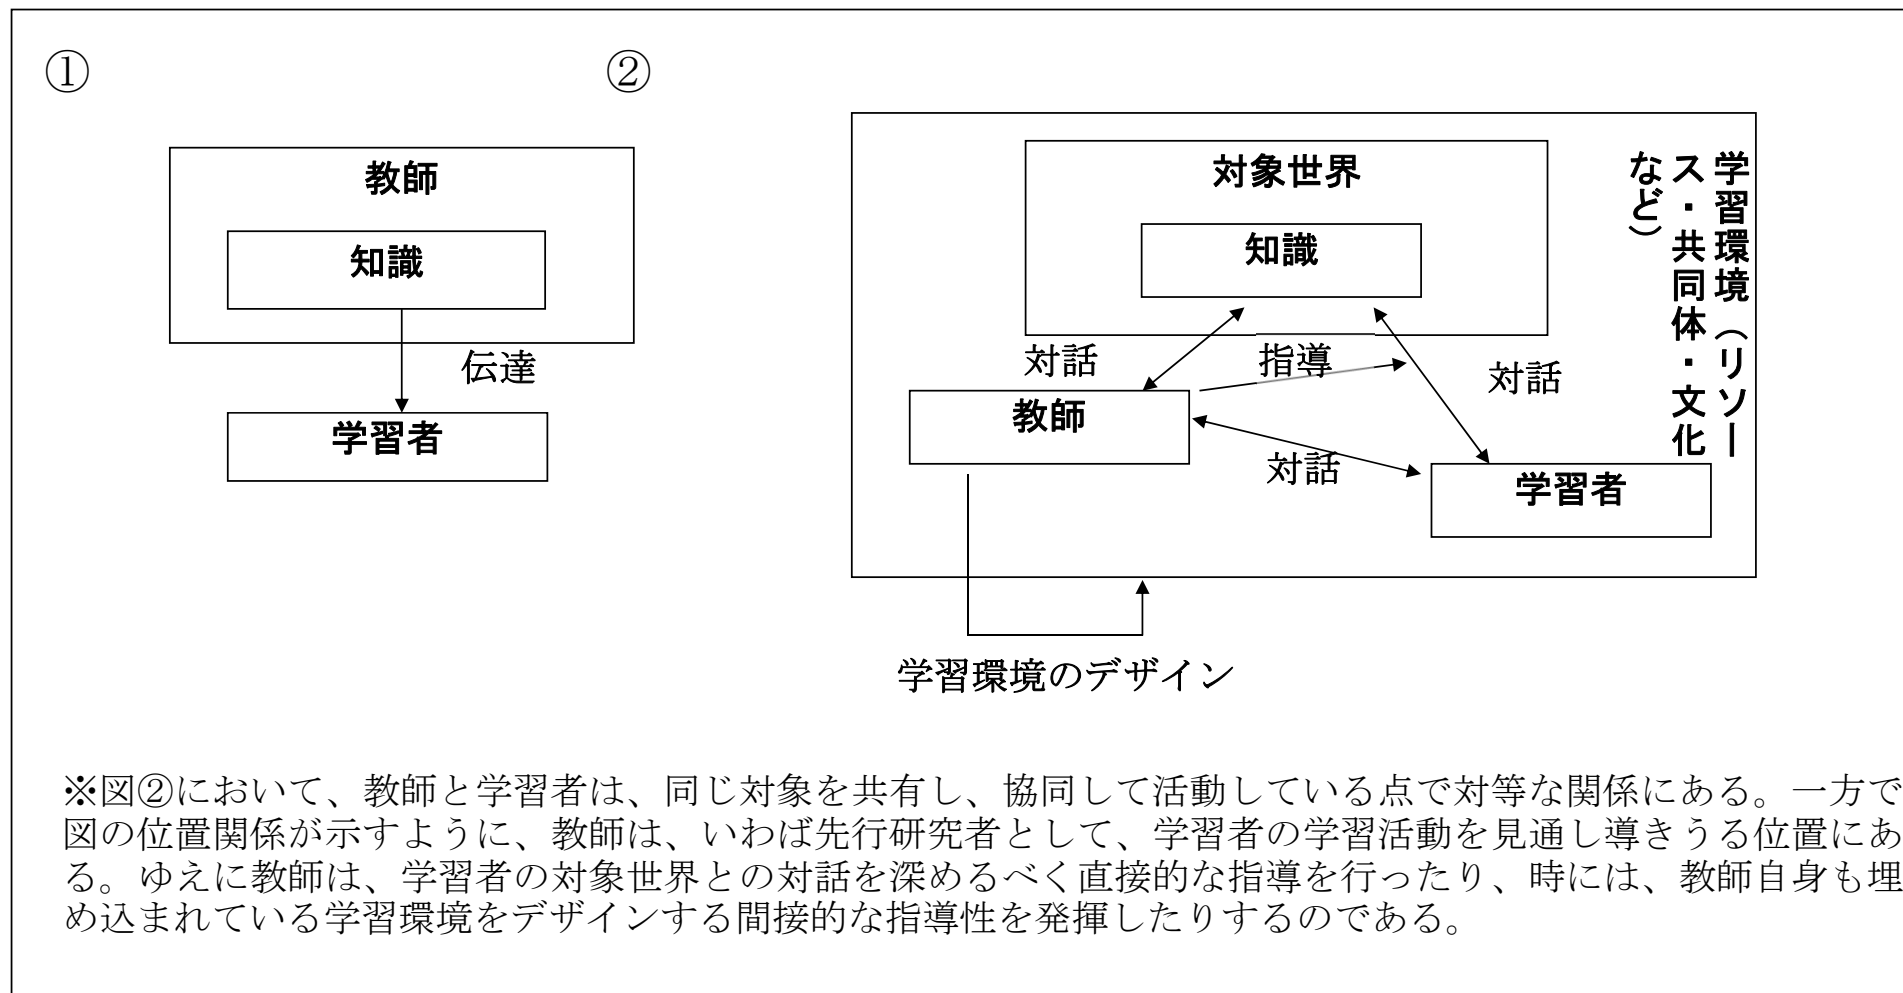 ①
教師
知識
伝達
学習者
②
対象世界
知識
対話
指導
対話
教師
対話
学習者
学習環境（リソー
ス・共同体・文化
など）
学習環境のデザイン
※図②において、教師と学習者は、同じ対象を共有し、協同して活動している点で対等な関係にある。一方で
図の位置関係が示すように、教師は、いわば先行研究者として、学習者の学習活動を見通し導きうる位置にあ
る。ゆえに教師は、学習者の対象世界との対話を深めるべく直接的な指導を行ったり、時には、教師自身も埋
め込まれている学習環境をデザインする間接的な指導性を発揮したりするのである。